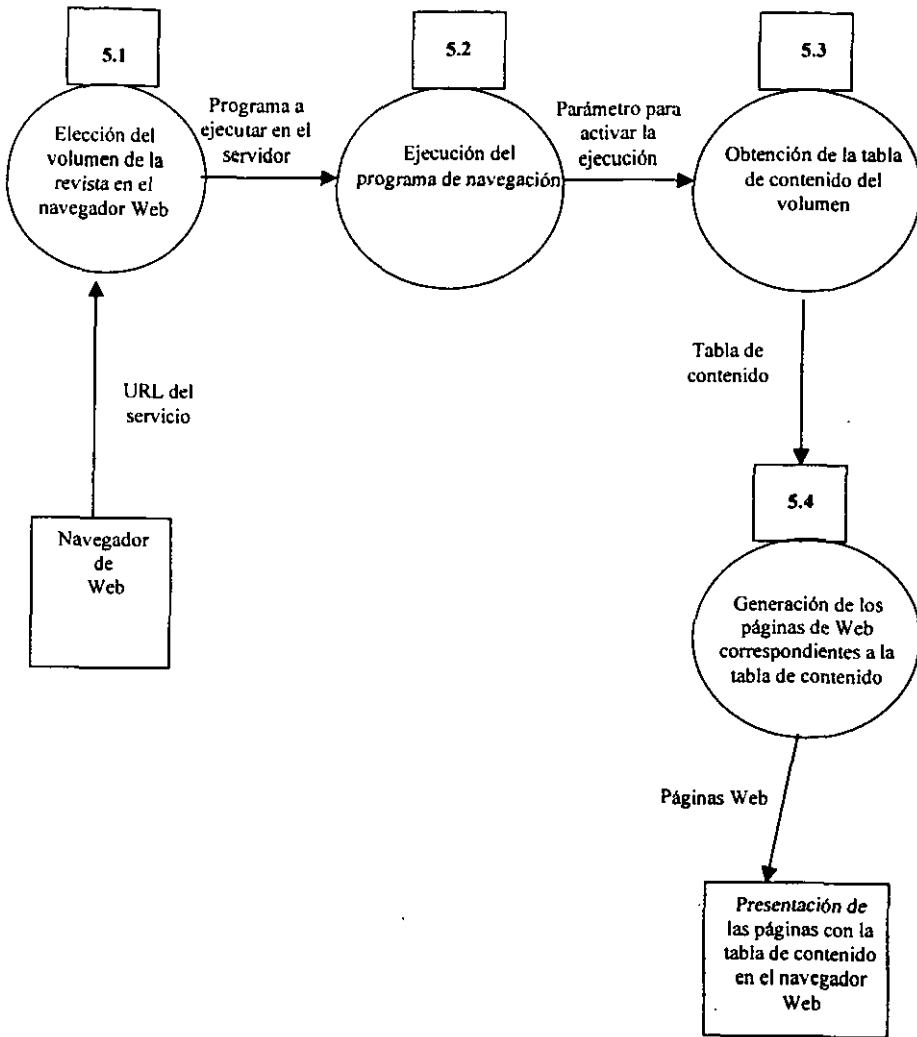 5.1
Elección del
volumen de la
revista en el
navegador Web
Programa a
ejecutar en el
servidor
5.2
Ejecución del
programa de navegación
Parámetro para
activar la
ejecución
5.3
Obtención de la tabla
de contenido del
volumen
URL del
servicio
Navegador
de
Web
Tabla de
contenido
5.4
Generación de los
páginas de Web
correspondientes a la
tabla de contenido
Páginas Web
Presentación de
las páginas con la
tabla de contenido
en el navegador
Web